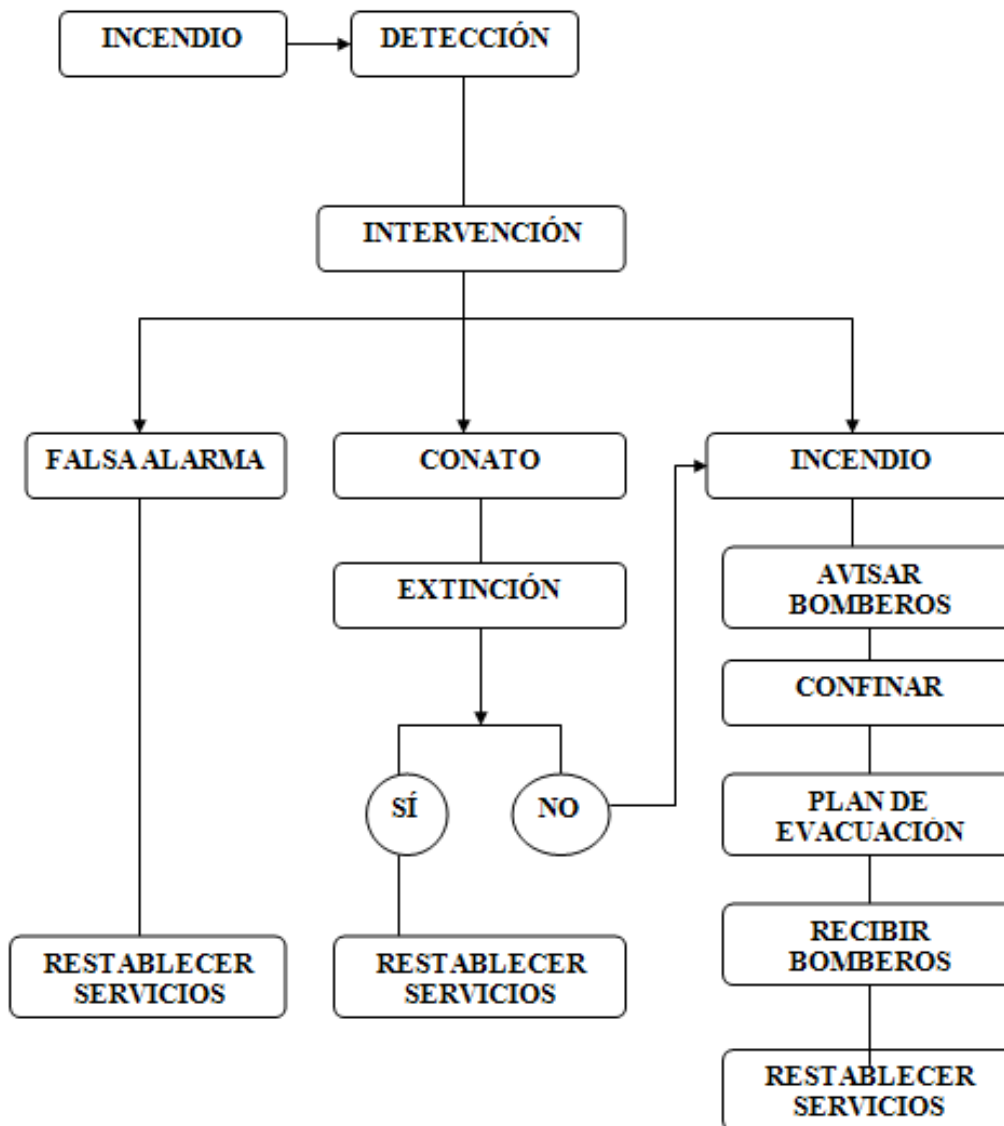 INCENDIO
DETECCIÓN
INTERVENCIÓN
FALSA ALARMA
CONATO
INCENDIO
EXTINCIÓN
AVISAR
BOMBEROS
CONFINAR
SÍ
NO
PLAN DE
EVACUACIÓN
RECIBIR
BOMBEROS
RESTABLECER
SERVICIOS
RESTABLECER
SERVICIOS
RESTABLECER
SERVICIOS